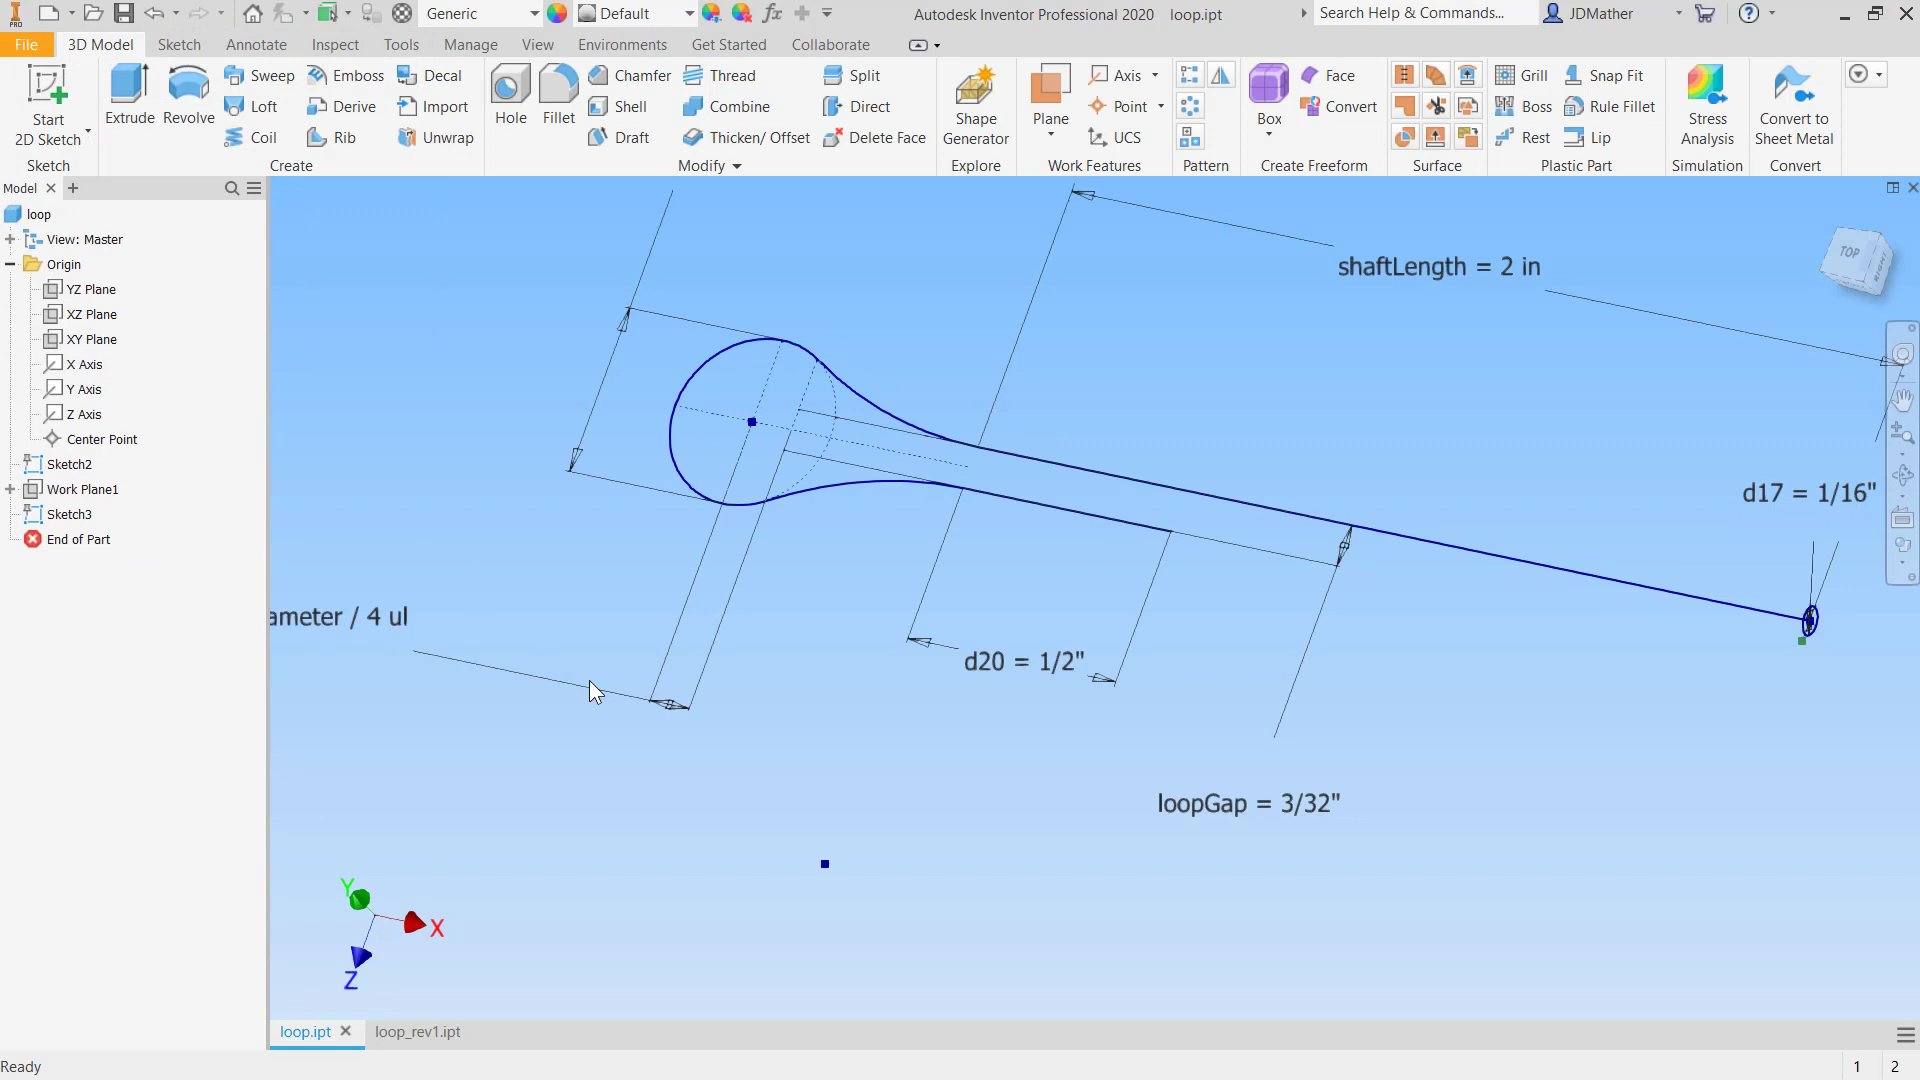 PRO
Generic
Default
fx
Autodesk Inventor Professional 2020 loop.ipt
Search Help & Commands...
JDMather
File 3D Model Sketch Annotate Inspect Tools Manage View Environments Get Started Collaborate
Start
2D Sketch
Extrude
Revolve
Sweep
Loft
Coil
Emboss
Derive
Rib
Decal
Import
Unwrap
Hole
Fillet
Chamfer
Shell
Draft
Thread
Combine
Thicken/ Offset
Split
Direct
Delete Face
Shape
Generator
Plane
Axis
Point
UCS
Box
Face
Convert
Grill
Boss
Rest
Snap Fit
Rule Fillet
Lip
Stress
Analysis
Convert to
Sheet Metal
Sketch Create Modify Explore Work Features Pattern Create Freeform Surface Plastic Part Simulation Convert
Model
loop
View: Master
Origin
YZ Plane
XZ Plane
XY Plane
X Axis
Y Axis
Z Axis
Center Point
Sketch2
Work Plane1
Sketch3
End of Part
TOP
RIGHT
shaftLength = 2 in
d17 = 1/16"
ameter / 4 ul
d20 = 1/2"
loopGap = 3/32"
Y
X
Z
loop.ipt loop_rev1.ipt
Ready
1 2